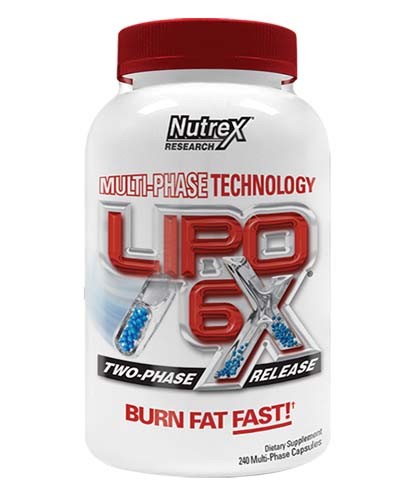 Nutrex
RESEARCH
MULTI-PHASE TECHNOLOGY
LIPO
6X®
TWO-PHASE RELEASE
BURN FAT FAST!†
Dietary Supplement
240 Multi-Phase Capsules